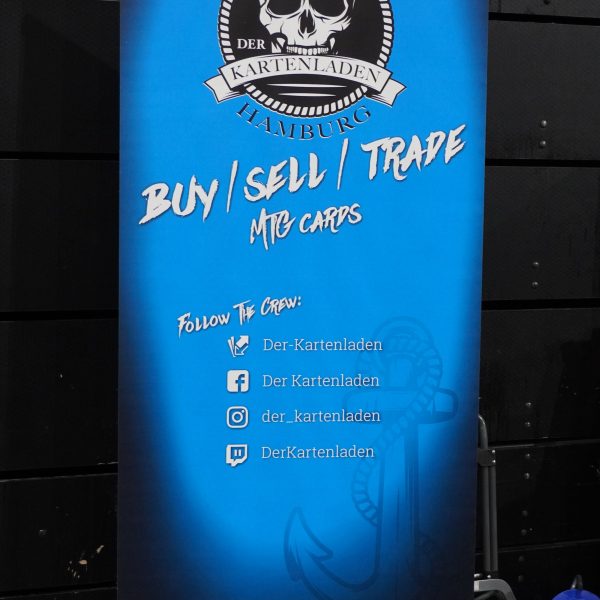 DER
KARTENLADEN
HAMBURG
BUY / SELL / TRADE
MTG CARDS
FOLLOW THE CREW:
Der-Kartenladen
Der Kartenladen
der_kartenladen
DerKartenladen